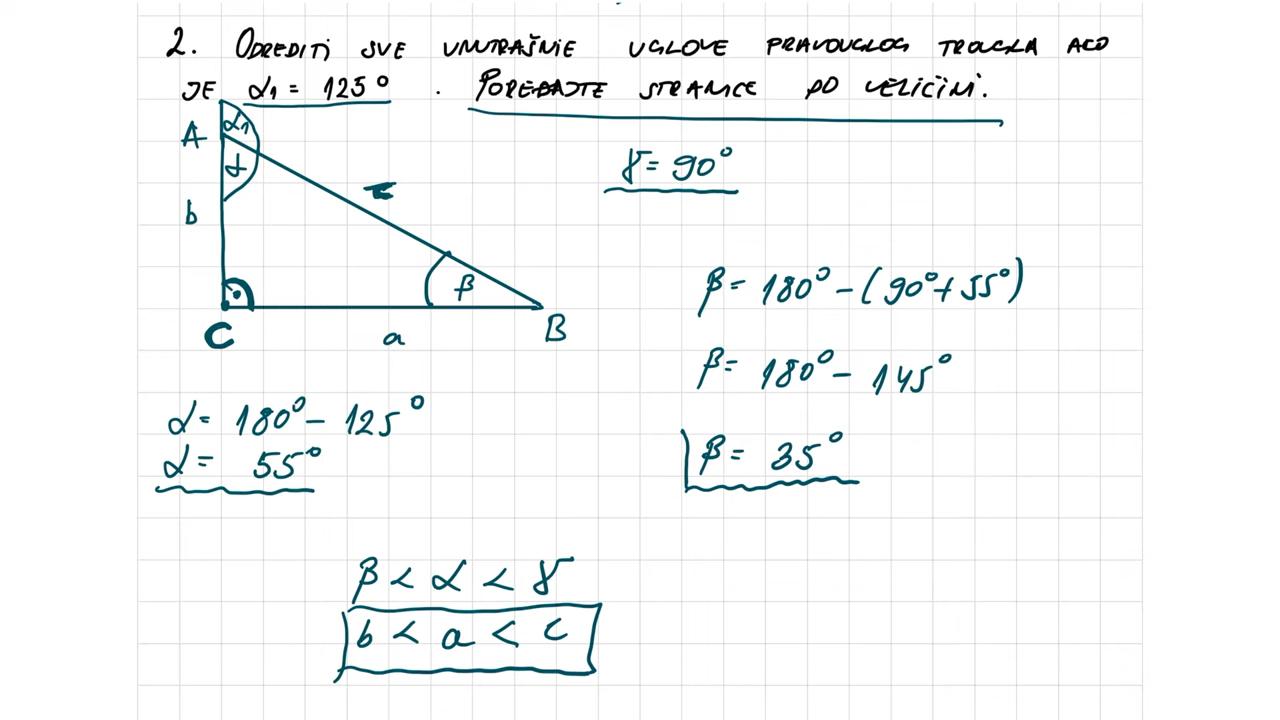 2. ODREDITI SVE UNUTRAŠNJE UGLOVE PRAVOUGLOG TROUGLA AKO
JE α₁ = 125° . POREĐAJTE STRANICE PO VELIČINI.
A
α₁
α
b
c
β
C
a
B
γ = 90°
β = 180° - (90° + 55°)
β = 180° - 145°
β = 35°
α = 180° - 125°
α = 55°
β < α < γ
b < a < c